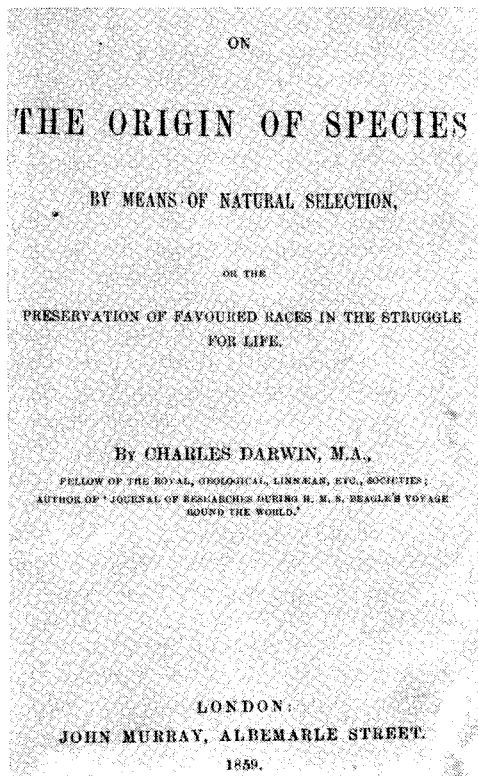 ON
THE ORIGIN OF SPECIES
BY MEANS OF NATURAL SELECTION,
OR THE
PRESERVATION OF FAVOURED RACES IN THE STRUGGLE
FOR LIFE.
BY CHARLES DARWIN, M.A.,
FELLOW OF THE ROYAL, GEOLOGICAL, LINNÆAN, ETC., SOCIETIES;
AUTHOR OF 'JOURNAL OF RESEARCHES DURING H. M. S. BEAGLE'S VOYAGE
ROUND THE WORLD.'
LONDON:
JOHN MURRAY, ALBEMARLE STREET.
1859.